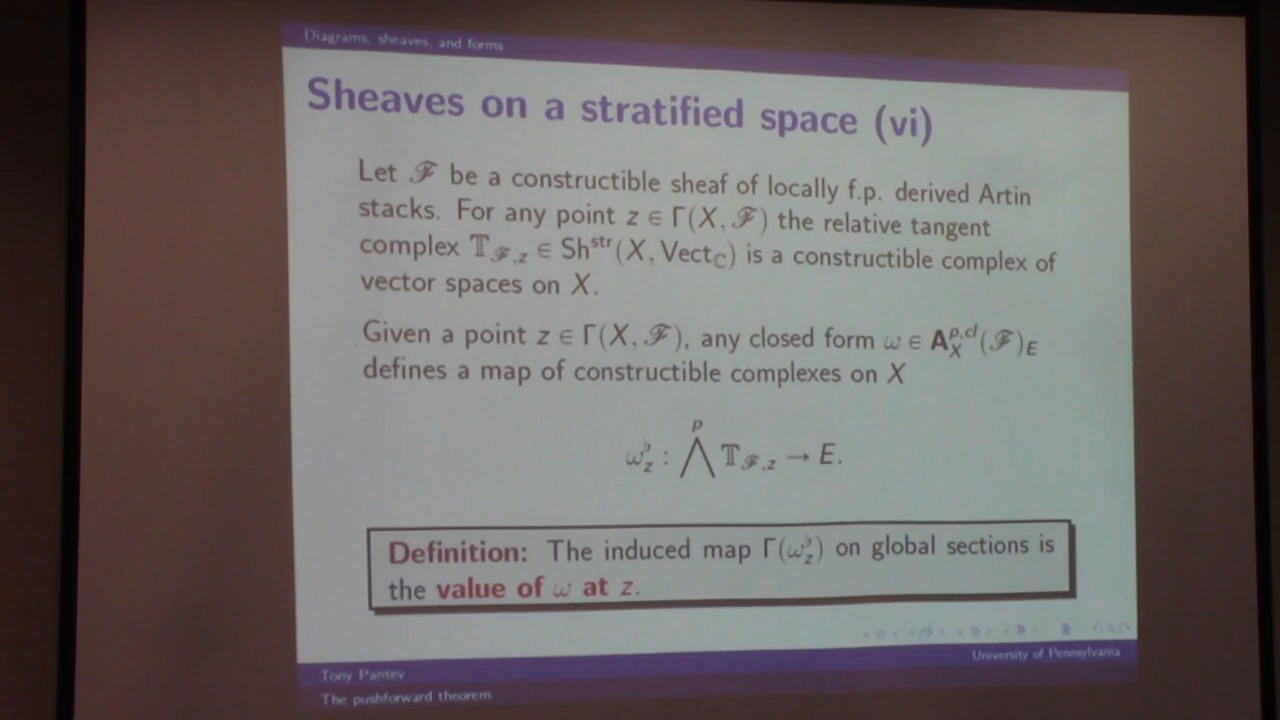 Diagrams, sheaves, and forms
Sheaves on a stratified space (vi)
Let ℱ be a constructible sheaf of locally f.p. derived Artin
stacks. For any point z ∈ Γ(X, ℱ) the relative tangent
complex 𝕋_{ℱ,z} ∈ Sh^{str}(X, Vect_ℂ) is a constructible complex of
vector spaces on X.
Given a point z ∈ Γ(X, ℱ), any closed form ω ∈ A_X^{p,cl}(ℱ)_E
defines a map of constructible complexes on X
ω_z^♭ : ⋀^p 𝕋_{ℱ,z} → E.
Definition: The induced map Γ(ω_z^♭) on global sections is
the value of ω at z.
University of Pennsylvania
Tony Pantev
The pushforward theorem